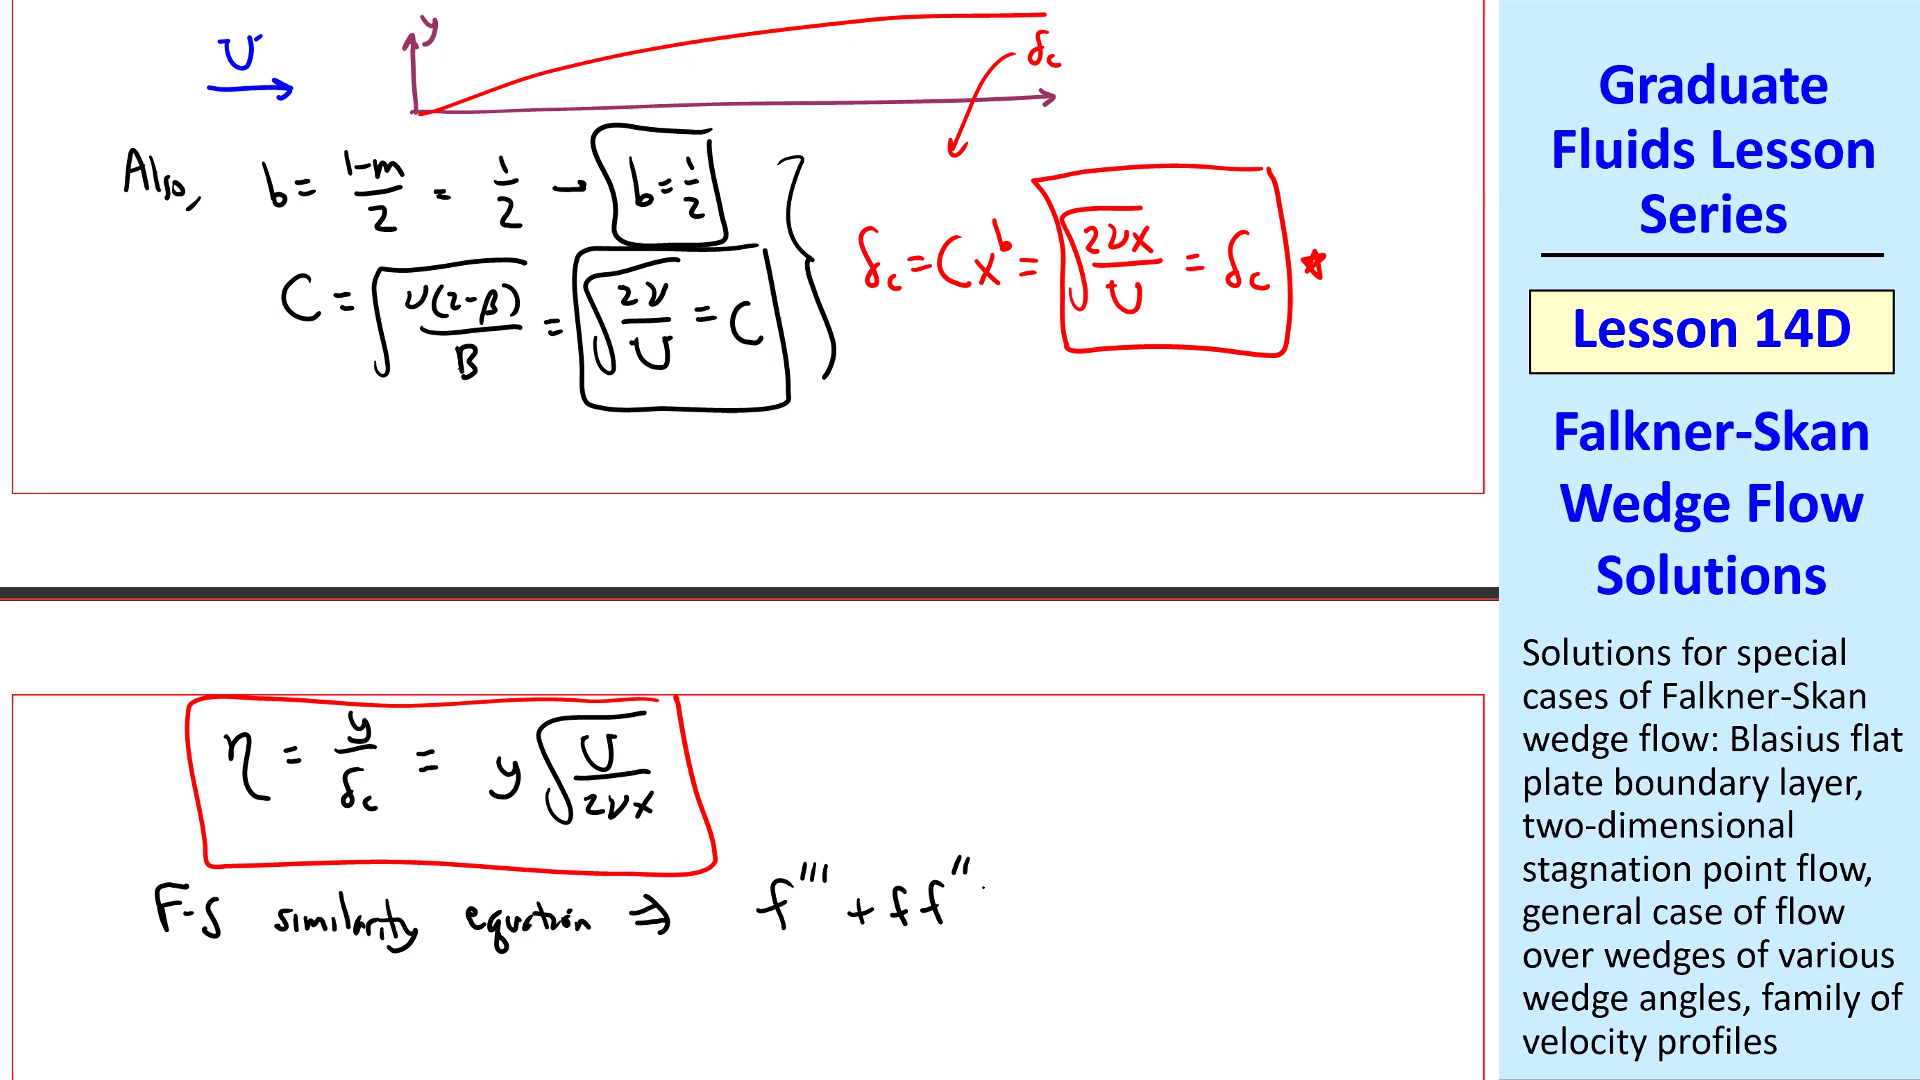 U
y
δc
Also, b = (1-m)/2 = 1/2 → b = 1/2
C = √(ν(2-β)/B) = √(2ν/U) = C
δc = Cx^b = √(2νx/U) = δc ★
η = y/δc = y√(U/2νx)
F-S similarity equation ⇒ f''' + ff''
Graduate
Fluids Lesson
Series
Lesson 14D
Falkner-Skan
Wedge Flow
Solutions
Solutions for special
cases of Falkner-Skan
wedge flow: Blasius flat
plate boundary layer,
two-dimensional
stagnation point flow,
general case of flow
over wedges of various
wedge angles, family of
velocity profiles